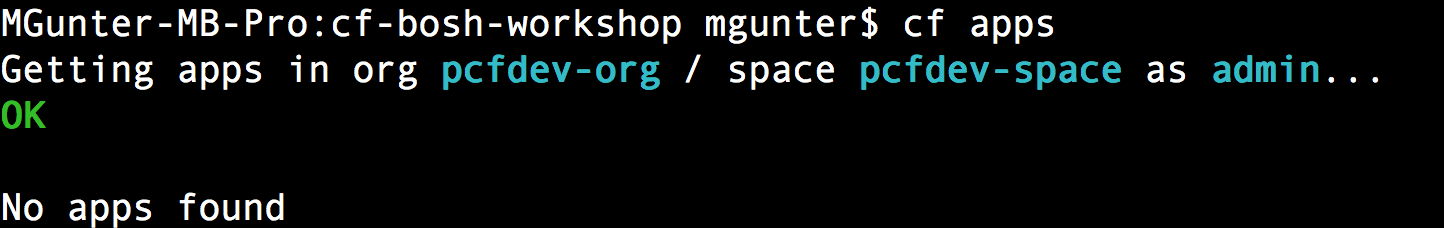 MGunter-MB-Pro:cf-bosh-workshop mgunter$ cf apps
Getting apps in org pcfdev-org / space pcfdev-space as admin...
OK
No apps found